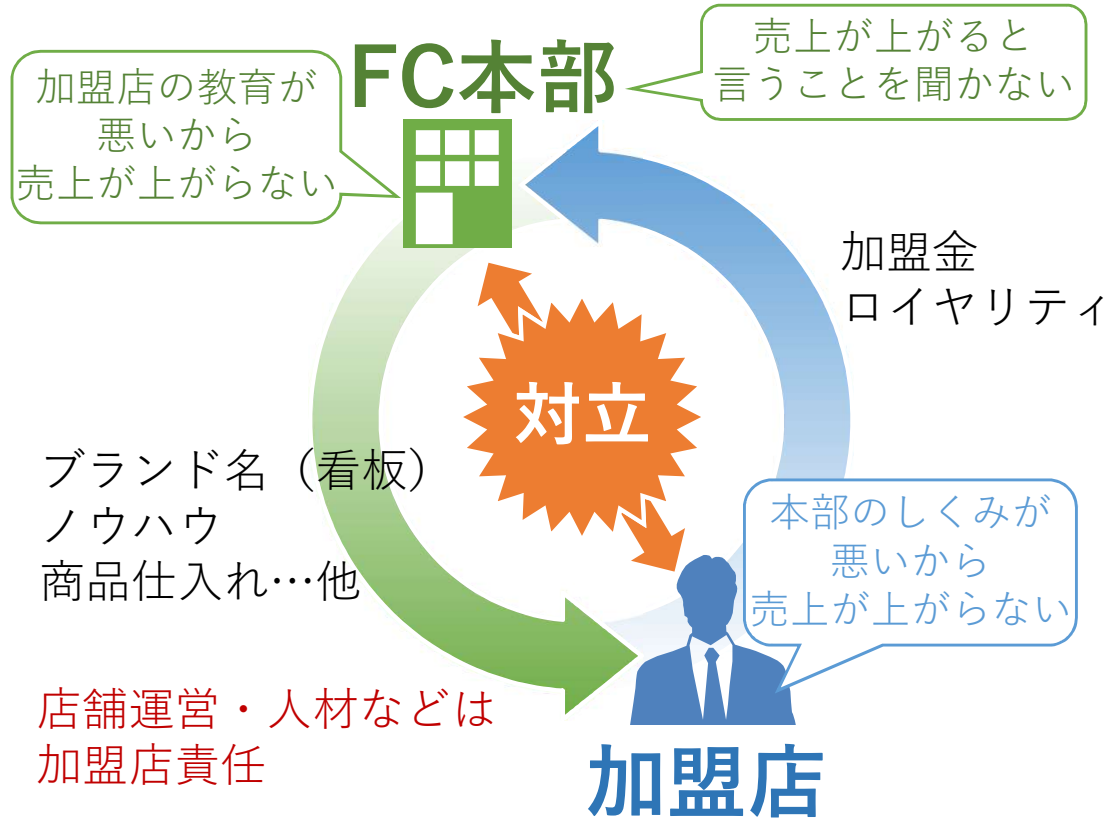 FC本部
売上が上がると
言うことを聞かない
加盟店の教育が
悪いから
売上が上がらない
加盟金
ロイヤリティ
対立
ブランド名（看板）
ノウハウ
商品仕入れ…他
本部のしくみが
悪いから
売上が上がらない
店舗運営・人材などは
加盟店責任
加盟店